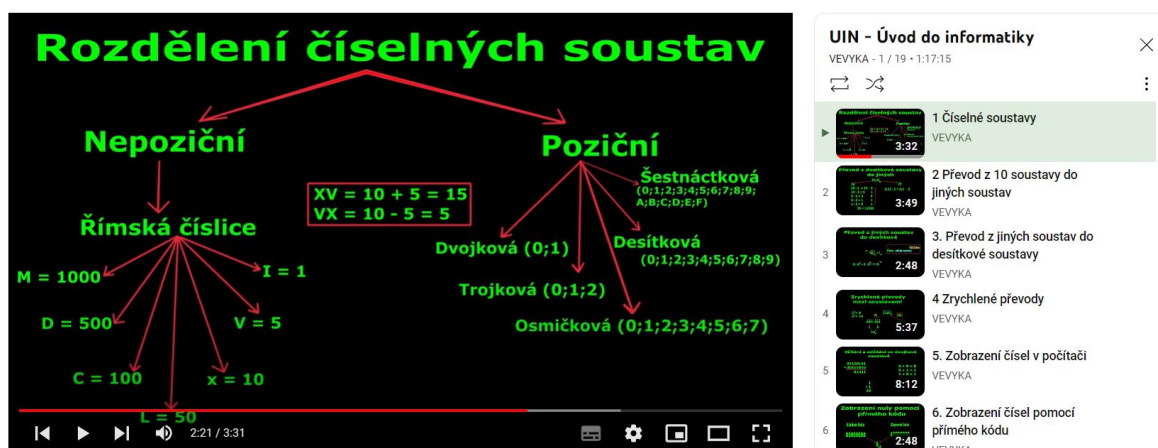 Rozdělení číselných soustav
Nepoziční
Poziční
XV = 10 + 5 = 15
VX = 10 - 5 = 5
Římská číslice
M = 1000
D = 500
C = 100
L = 50
x = 10
V = 5
I = 1
Šestnáctková
(0;1;2;3;4;5;6;7;8;9;
A;B;C;D;E;F)
Desítková
(0;1;2;3;4;5;6;7;8;9)
Dvojková (0;1)
Trojková (0;1;2)
Osmičková (0;1;2;3;4;5;6;7)
2:21 / 3:31
UIN - Úvod do informatiky
VEVYKA - 1 / 19 • 1:17:15
3:32
1 Číselné soustavy
VEVYKA
2
3:49
2 Převod z 10 soustavy do
jiných soustav
VEVYKA
3
2:48
3. Převod z jiných soustav do
desítkové soustavy
VEVYKA
4
5:37
4 Zrychlené převody
VEVYKA
5
8:12
5. Zobrazení čísel v počítači
VEVYKA
6
2:48
6. Zobrazení čísel pomocí
přímého kódu
VEVYKA